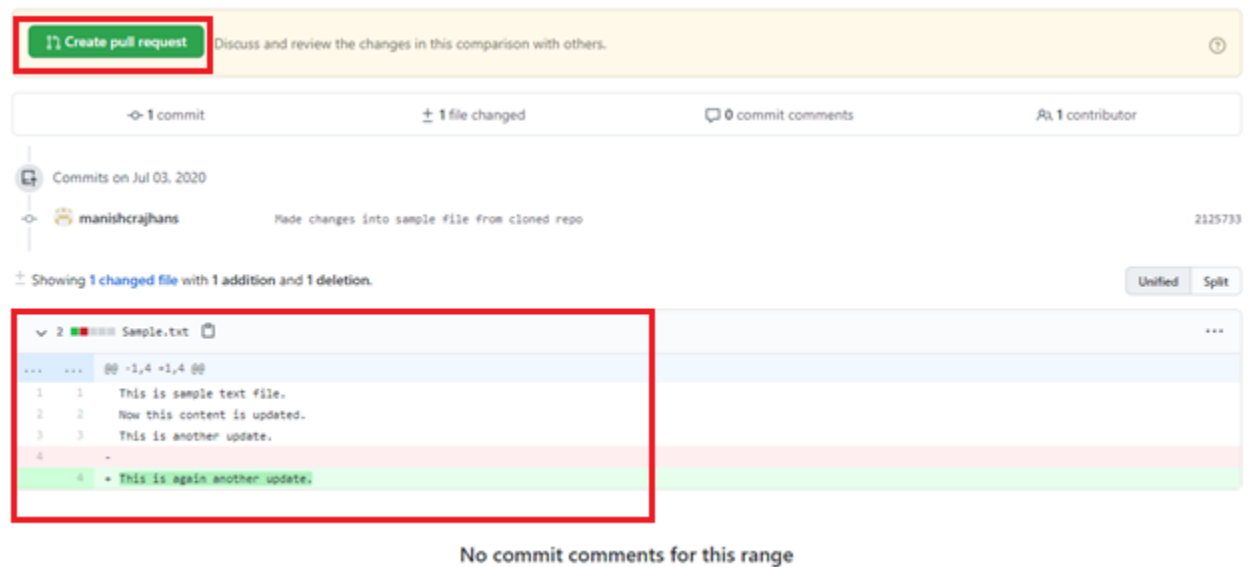 Create pull request Discuss and review the changes in this comparison with others.
1 commit 1 file changed 0 commit comments 1 contributor
Commits on Jul 03, 2020
manishcrajhans Made changes into sample file from cloned repo 2125733
Showing 1 changed file with 1 addition and 1 deletion.
Unified Split
2 Sample.txt ...
... ... @@ -1,4 +1,4 @@
1 1 This is sample text file.
2 2 Now this content is updated.
3 3 This is another update.
4 -
4 + This is again another update.
No commit comments for this range